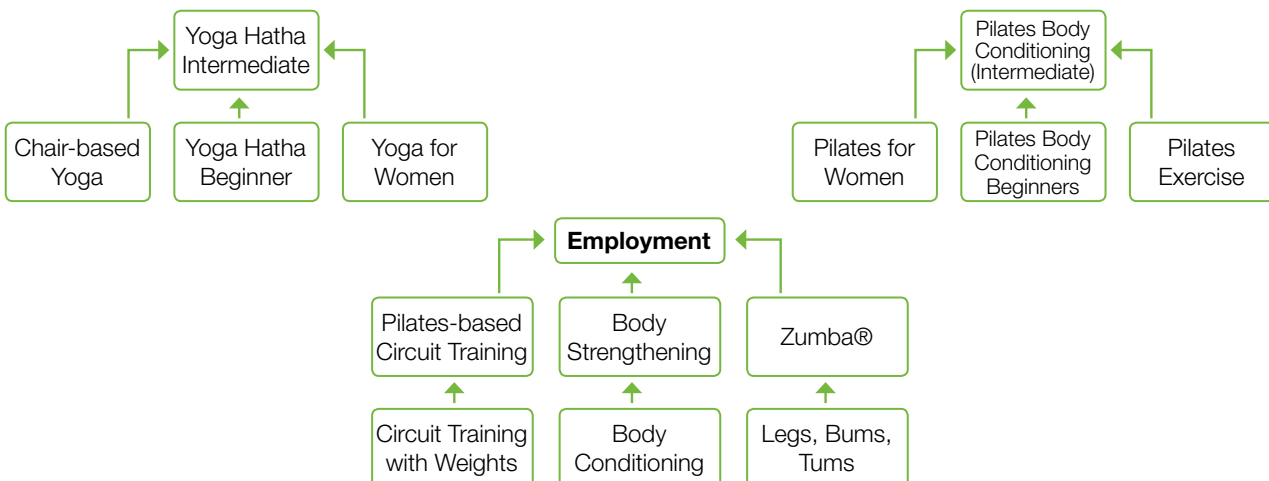 Yoga Hatha
Intermediate
Pilates Body
Conditioning
(Intermediate)
Chair-based
Yoga
Yoga Hatha
Beginner
Yoga for
Women
Pilates for
Women
Pilates Body
Conditioning
Beginners
Pilates
Exercise
Employment
Pilates-based
Circuit Training
Body
Strengthening
Zumba®
Circuit Training
with Weights
Body
Conditioning
Legs, Bums,
Tums